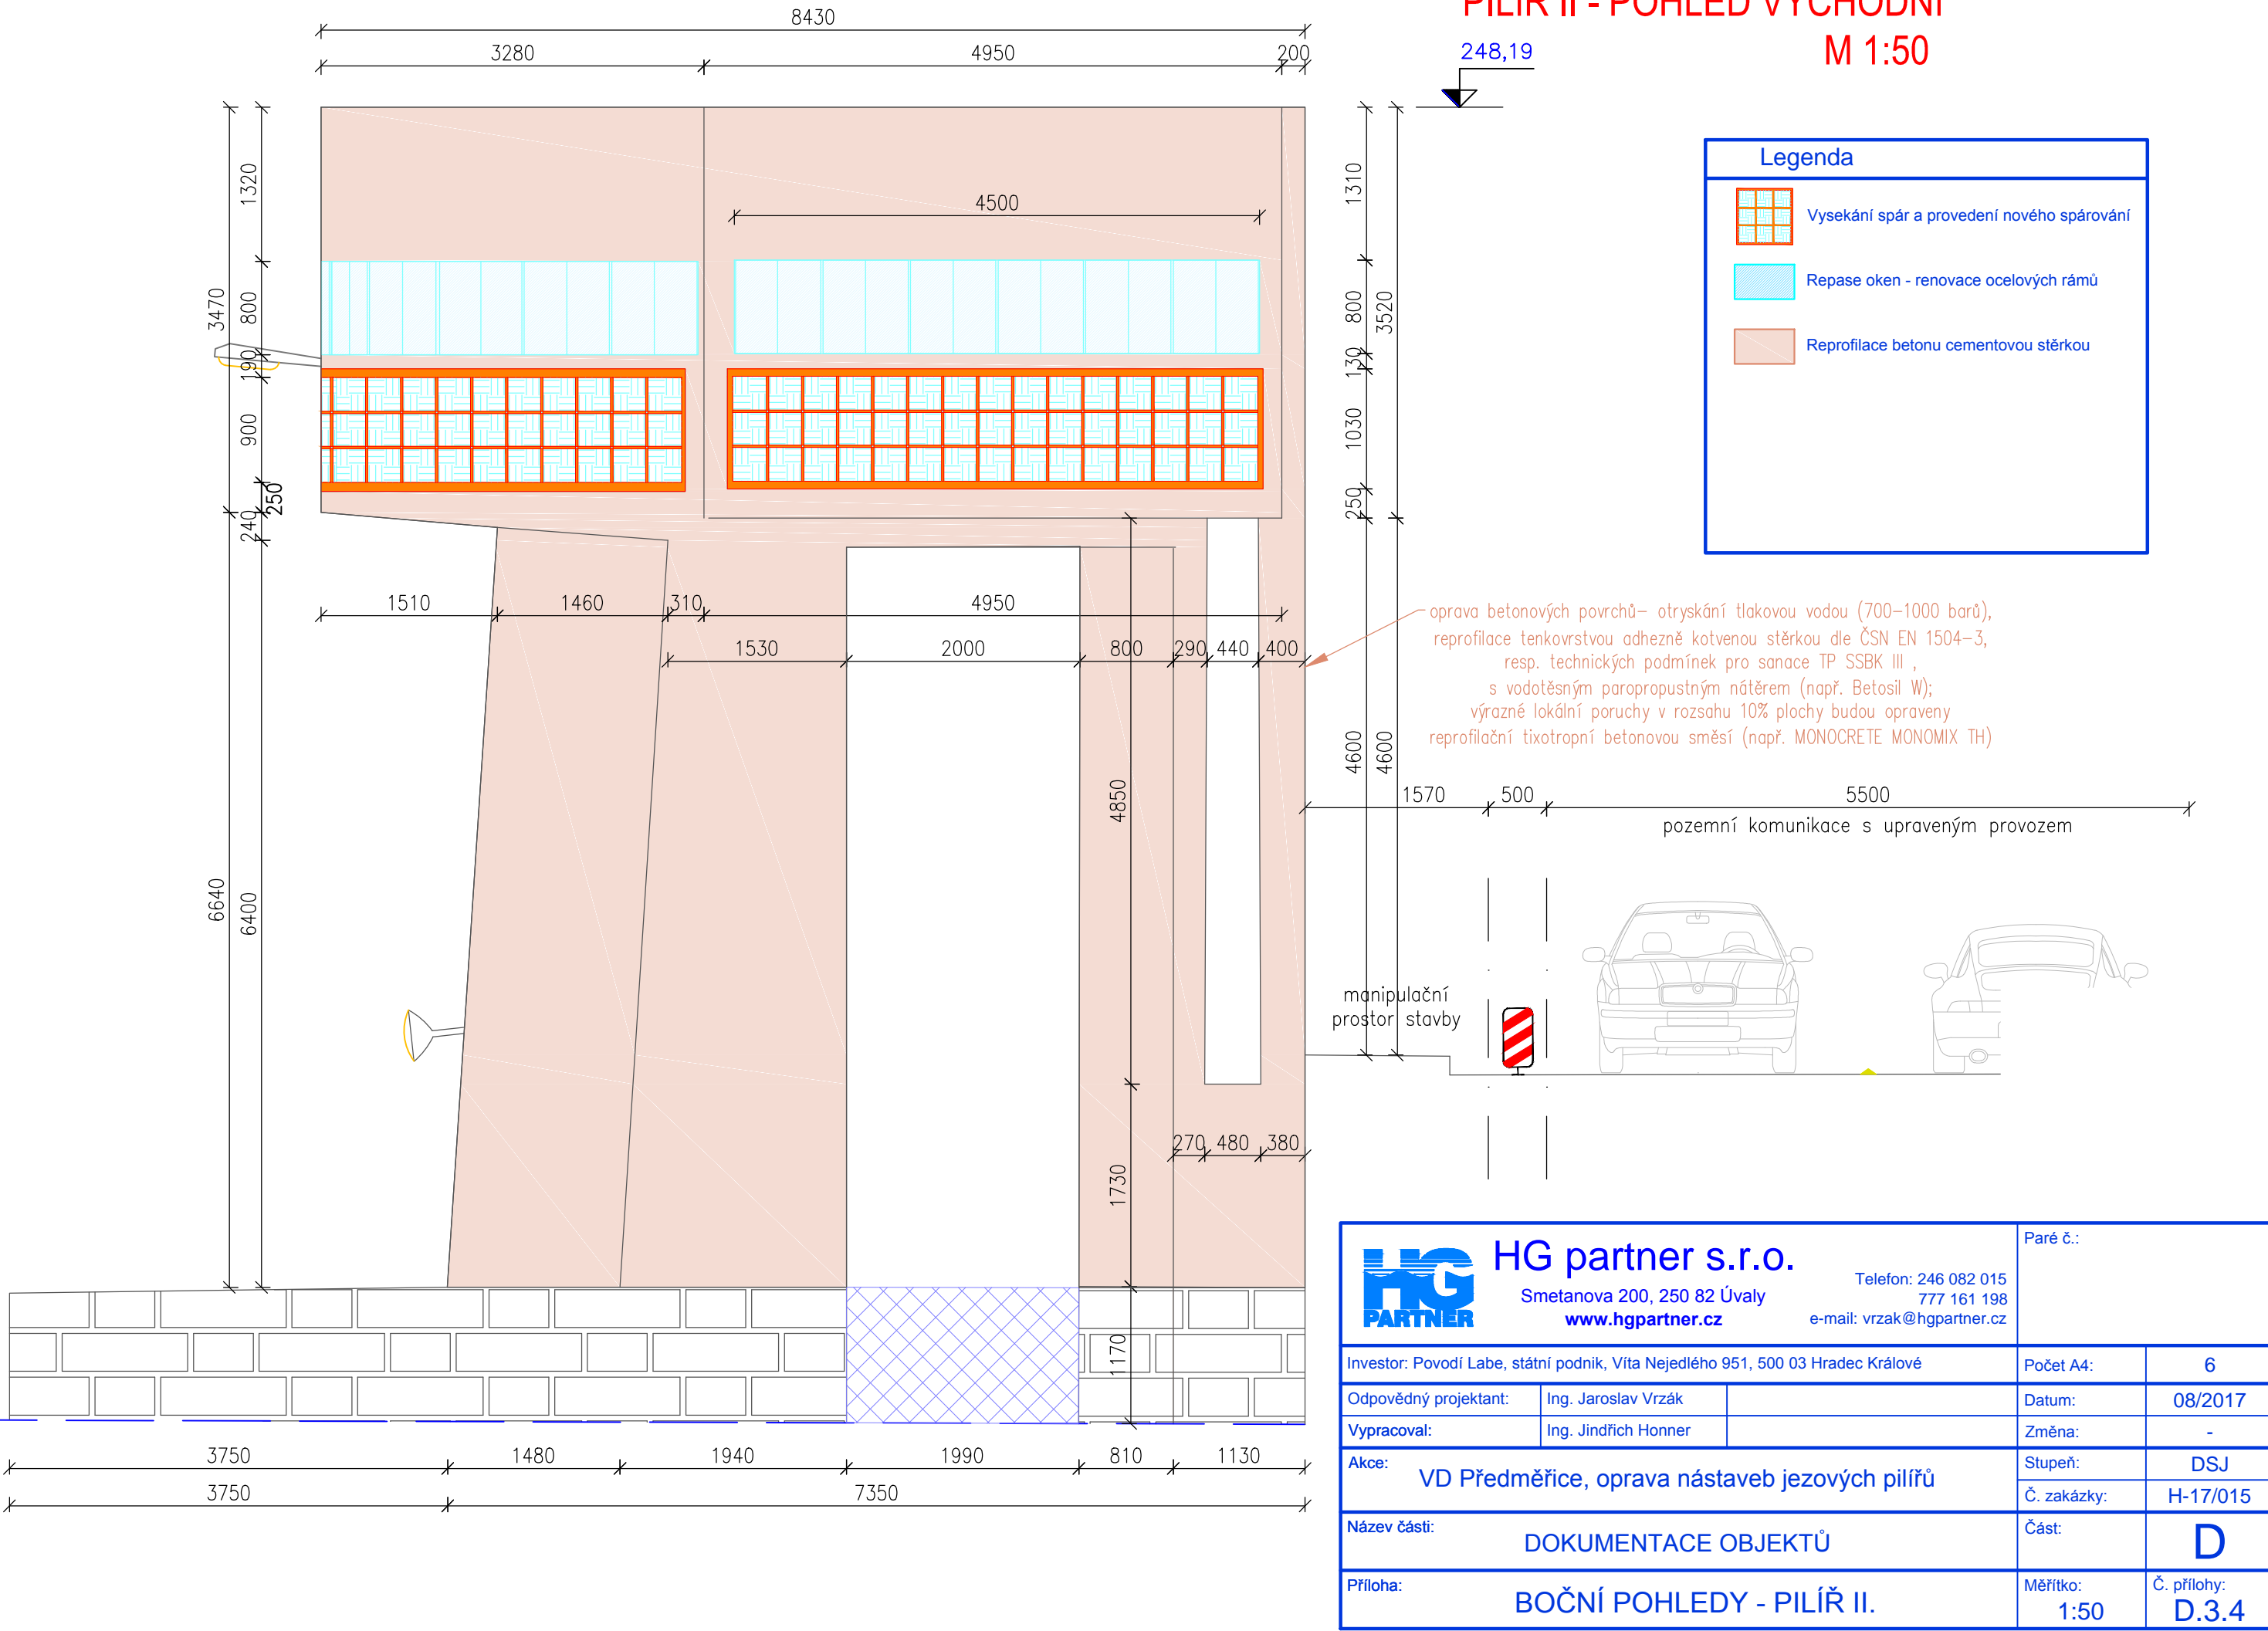 PILÍŘ II - POHLED VÝCHODNÍ
M 1:50
8430
3280
4950
200
248,19
1320
800
3470
190
900
250
240
4500
1310
800
3520
130
1030
250
Legenda
Vysekání spár a provedení nového spárování
Repase oken - renovace ocelových rámů
Reprofilace betonu cementovou stěrkou
1510
1460
310
4950
1530
2000
800
290
440
400
oprava betonových povrchů– otryskání tlakovou vodou (700–1000 barů),
reprofilace tenkovrstvou adhezně kotvenou stěrkou dle ČSN EN 1504–3,
resp. technických podmínek pro sanace TP SSBK III ,
s vodotěsným paropropustným nátěrem (např. Betosil W);
výrazné lokální poruchy v rozsahu 10% plochy budou opraveny
reprofilační tixotropní betonovou směsí (např. MONOCRETE MONOMIX TH)
4600
4600
4850
1570
500
5500
pozemní komunikace s upraveným provozem
6640
6400
manipulační
prostor stavby
270
480
380
1730
1170
3750
1480
1940
1990
810
1130
3750
7350
HG
PARTNER
HG partner s.r.o.
Smetanova 200, 250 82 Úvaly
www.hgpartner.cz
Telefon: 246 082 015
777 161 198
e-mail: vrzak@hgpartner.cz
Paré č.:
Investor: Povodí Labe, státní podnik, Víta Nejedlého 951, 500 03 Hradec Králové
Počet A4:
6
Odpovědný projektant:
Ing. Jaroslav Vrzák
Datum:
08/2017
Vypracoval:
Ing. Jindřich Honner
Změna:
-
Akce:
VD Předměřice, oprava nástaveb jezových pilířů
Stupeň:
DSJ
Č. zakázky:
H-17/015
Název části:
DOKUMENTACE OBJEKTŮ
Část:
D
Příloha:
BOČNÍ POHLEDY - PILÍŘ II.
Měřítko:
1:50
Č. přílohy:
D.3.4